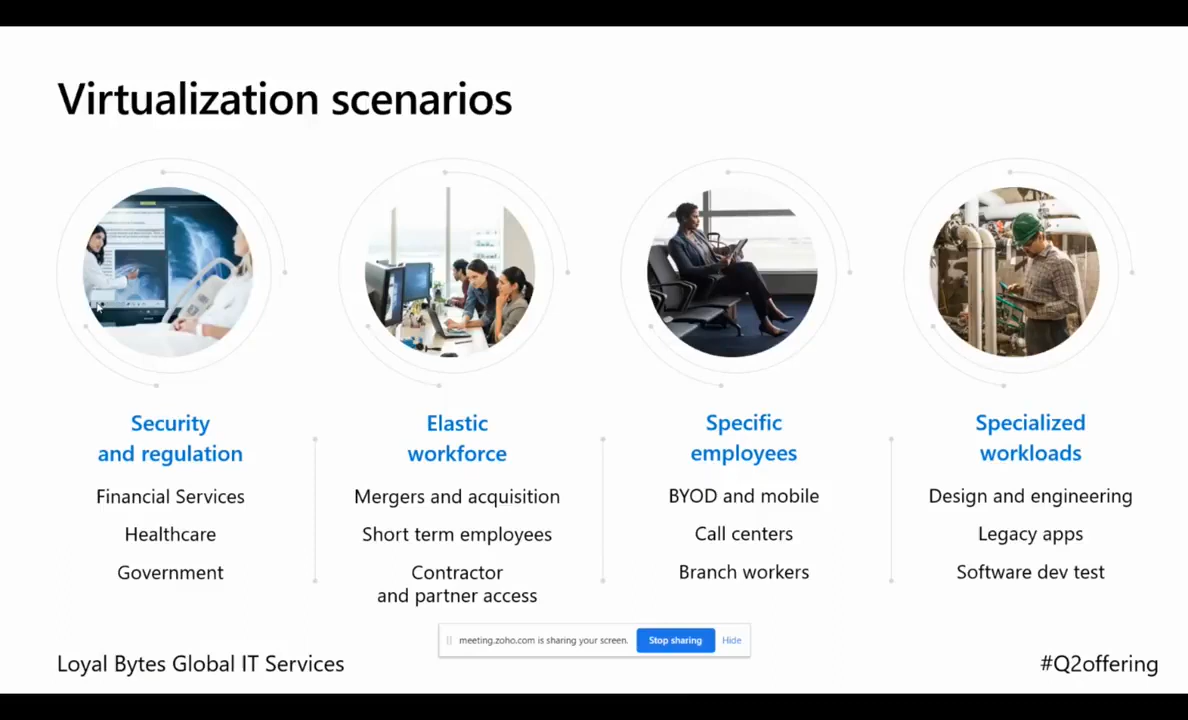 Virtualization scenarios
Security
and regulation
Financial Services
Healthcare
Government
Elastic
workforce
Mergers and acquisition
Short term employees
Contractor
and partner access
Specific
employees
BYOD and mobile
Call centers
Branch workers
Specialized
workloads
Design and engineering
Legacy apps
Software dev test
meeting.zoho.com is sharing your screen. Stop sharing Hide
Loyal Bytes Global IT Services
#Q2offering